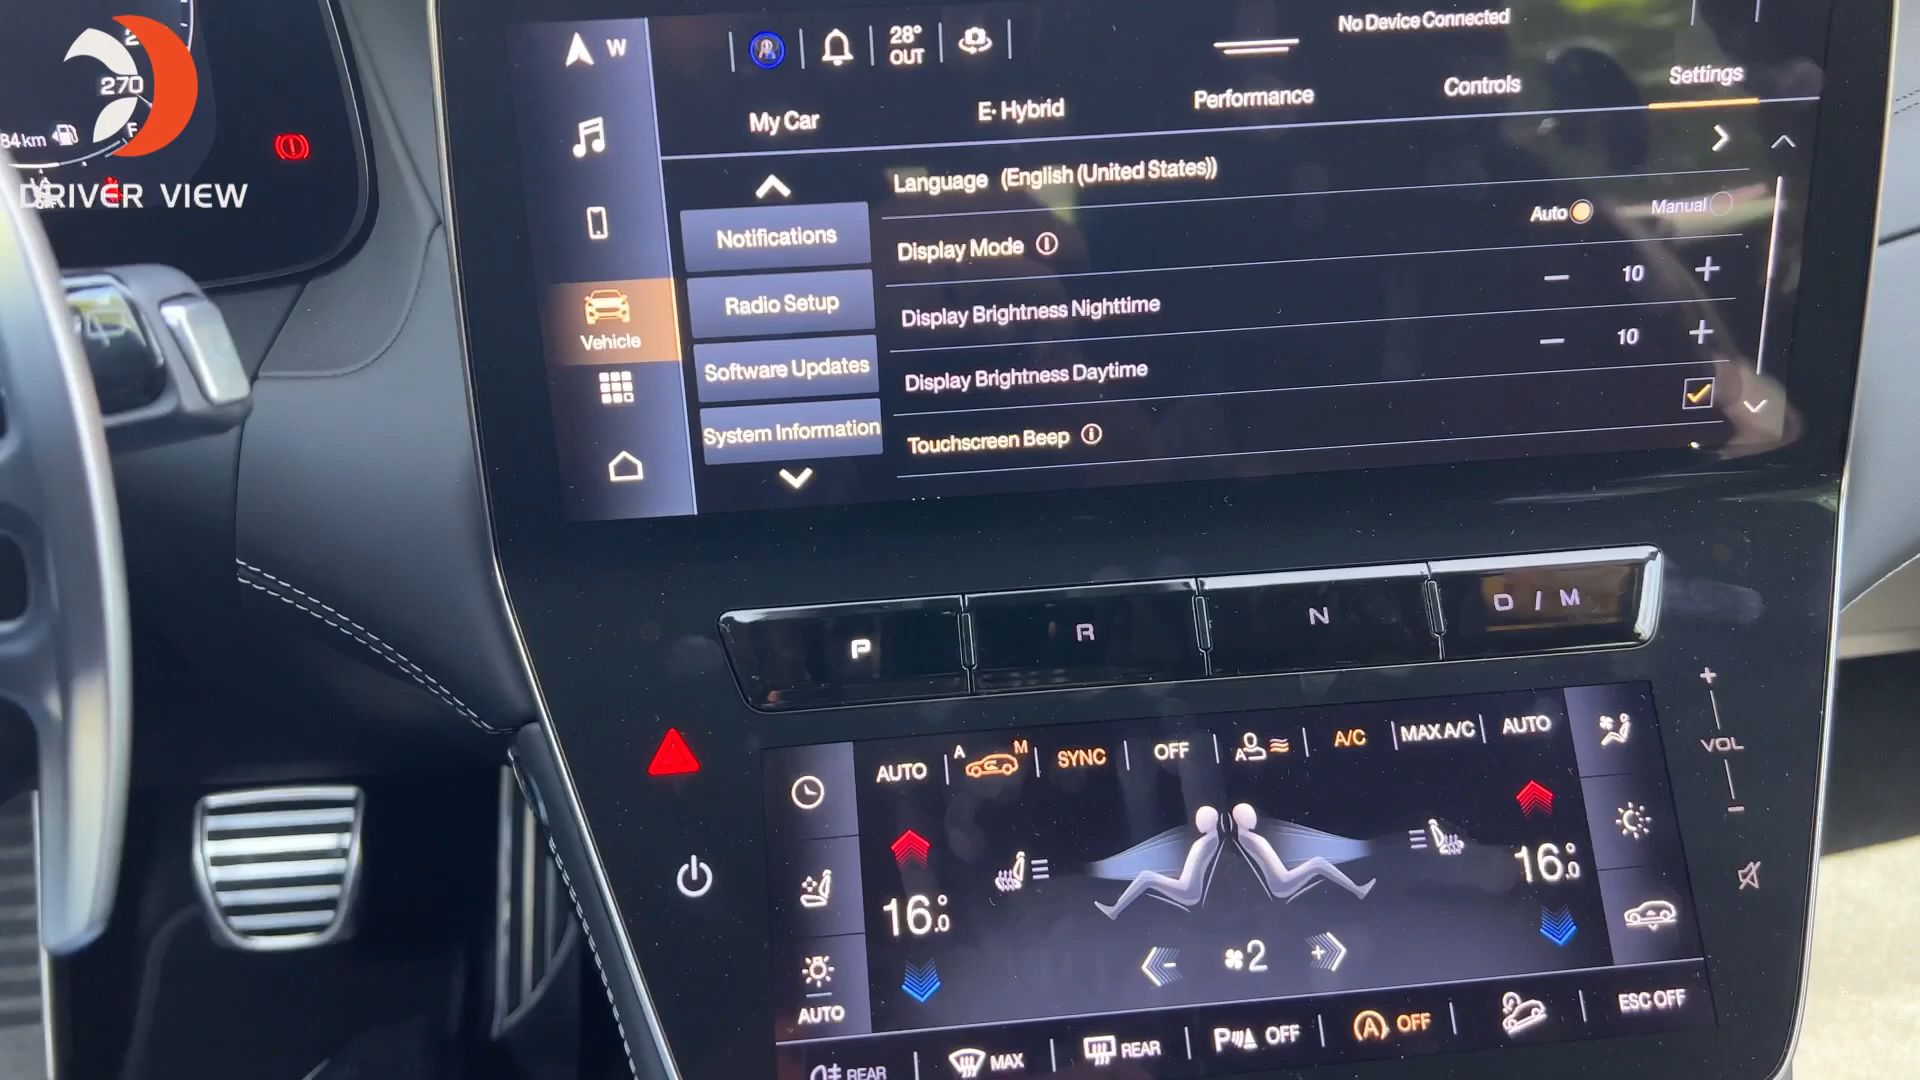 270
84km
F
DRIVER VIEW
W
28°
OUT
No Device Connected
My Car
E-Hybrid
Performance
Controls
Settings
Language (English (United States))
Notifications
Display Mode
Auto
Manual
Radio Setup
Display Brightness Nighttime
– 10 +
Vehicle
Software Updates
Display Brightness Daytime
– 10 +
System Information
Touchscreen Beep
P
R
N
D / M
AUTO
A
M
SYNC
OFF
A
A/C
MAX A/C
AUTO
+
VOL
–
16.0°
16.0°
2
AUTO
REAR
MAX
REAR
P OFF
A OFF
ESC OFF